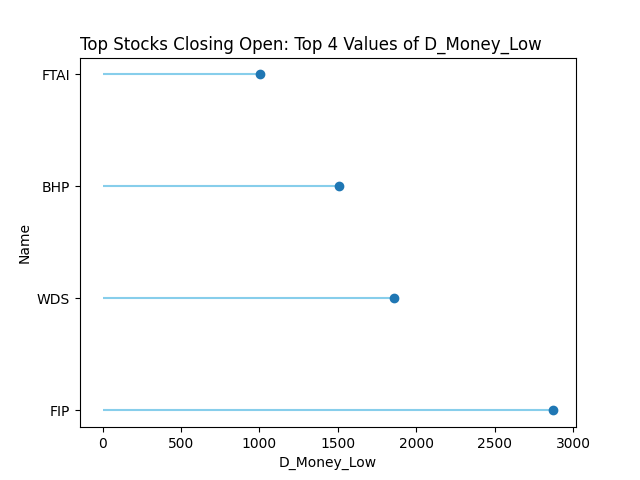 Top Stocks Closing Open: Top 4 Values of D_Money_Low
FTAI
BHP
WDS
FIP
Name
0 500 1000 1500 2000 2500 3000
D_Money_Low